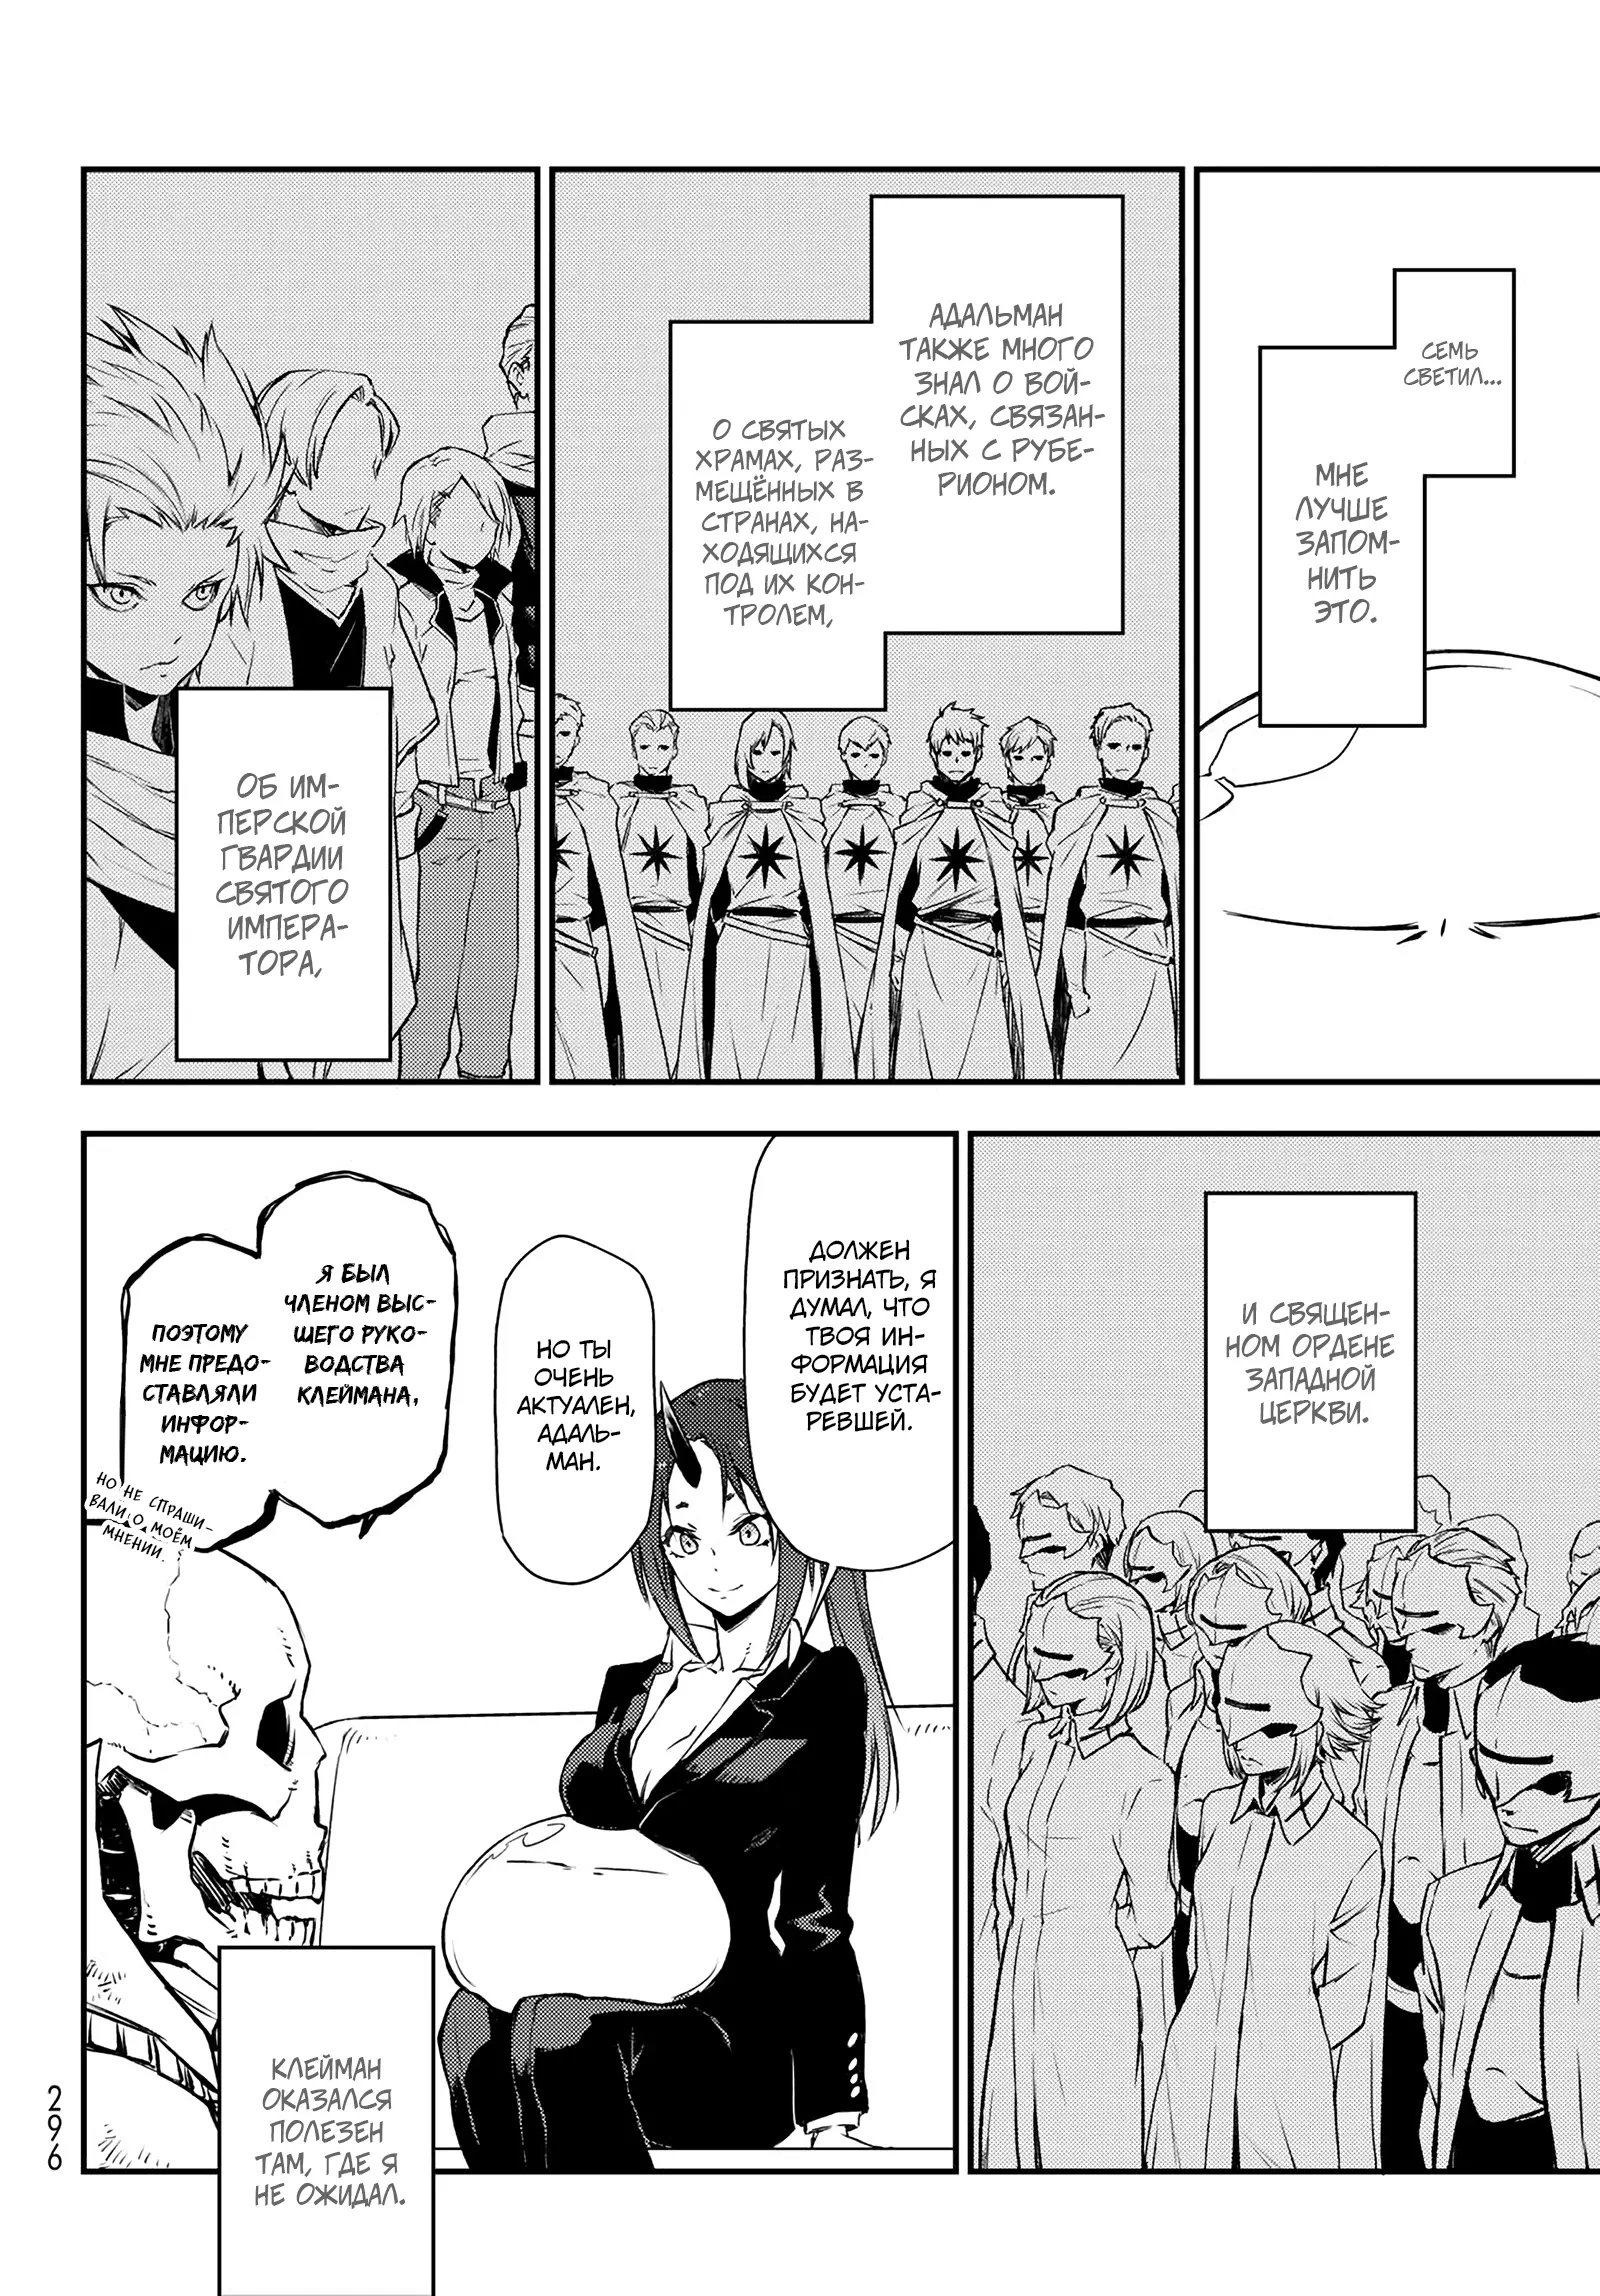 СЕМЬ
СВЕТИЛ...
МНЕ
ЛУЧШЕ
ЗАПОМ-
НИТЬ
ЭТО.
АДАЛЬМАН
ТАКЖЕ МНОГО
ЗНАЛ О ВОЙ-
СКАХ, СВЯЗАН-
НЫХ С РУБЕ-
РИОНОМ.
О СВЯТЫХ
ХРАМАХ, РАЗ-
МЕЩЁННЫХ В
СТРАНАХ, НА-
ХОДЯЩИХСЯ
ПОД ИХ КОН-
ТРОЛЕМ,
ОБ ИМ-
ПЕРСКОЙ
ГВАРДИИ
СВЯТОГО
ИМПЕРА-
ТОРА,
И СВЯЩЕН-
НОМ ОРДЕНЕ
ЗАПАДНОЙ
ЦЕРКВИ.
ДОЛЖЕН
ПРИЗНАТЬ, Я
ДУМАЛ, ЧТО
ТВОЯ ИН-
ФОРМАЦИЯ
БУДЕТ УСТА-
РЕВШЕЙ.
НО ТЫ
ОЧЕНЬ
АКТУАЛЕН,
АДАЛЬ-
МАН.
Я БЫЛ
ЧЛЕНОМ ВЫС-
ШЕГО РУКО-
ВОДСТВА
КЛЕЙМАНА,
ПОЭТОМУ
МНЕ ПРЕДО-
СТАВЛЯЛИ
ИНФОР-
МАЦИЮ.
НО НЕ СПРАШИ-
ВАЛИ О МОЁМ
МНЕНИИ.
КЛЕЙМАН
ОКАЗАЛСЯ
ПОЛЕЗЕН
ТАМ, ГДЕ Я
НЕ ОЖИДАЛ.
296